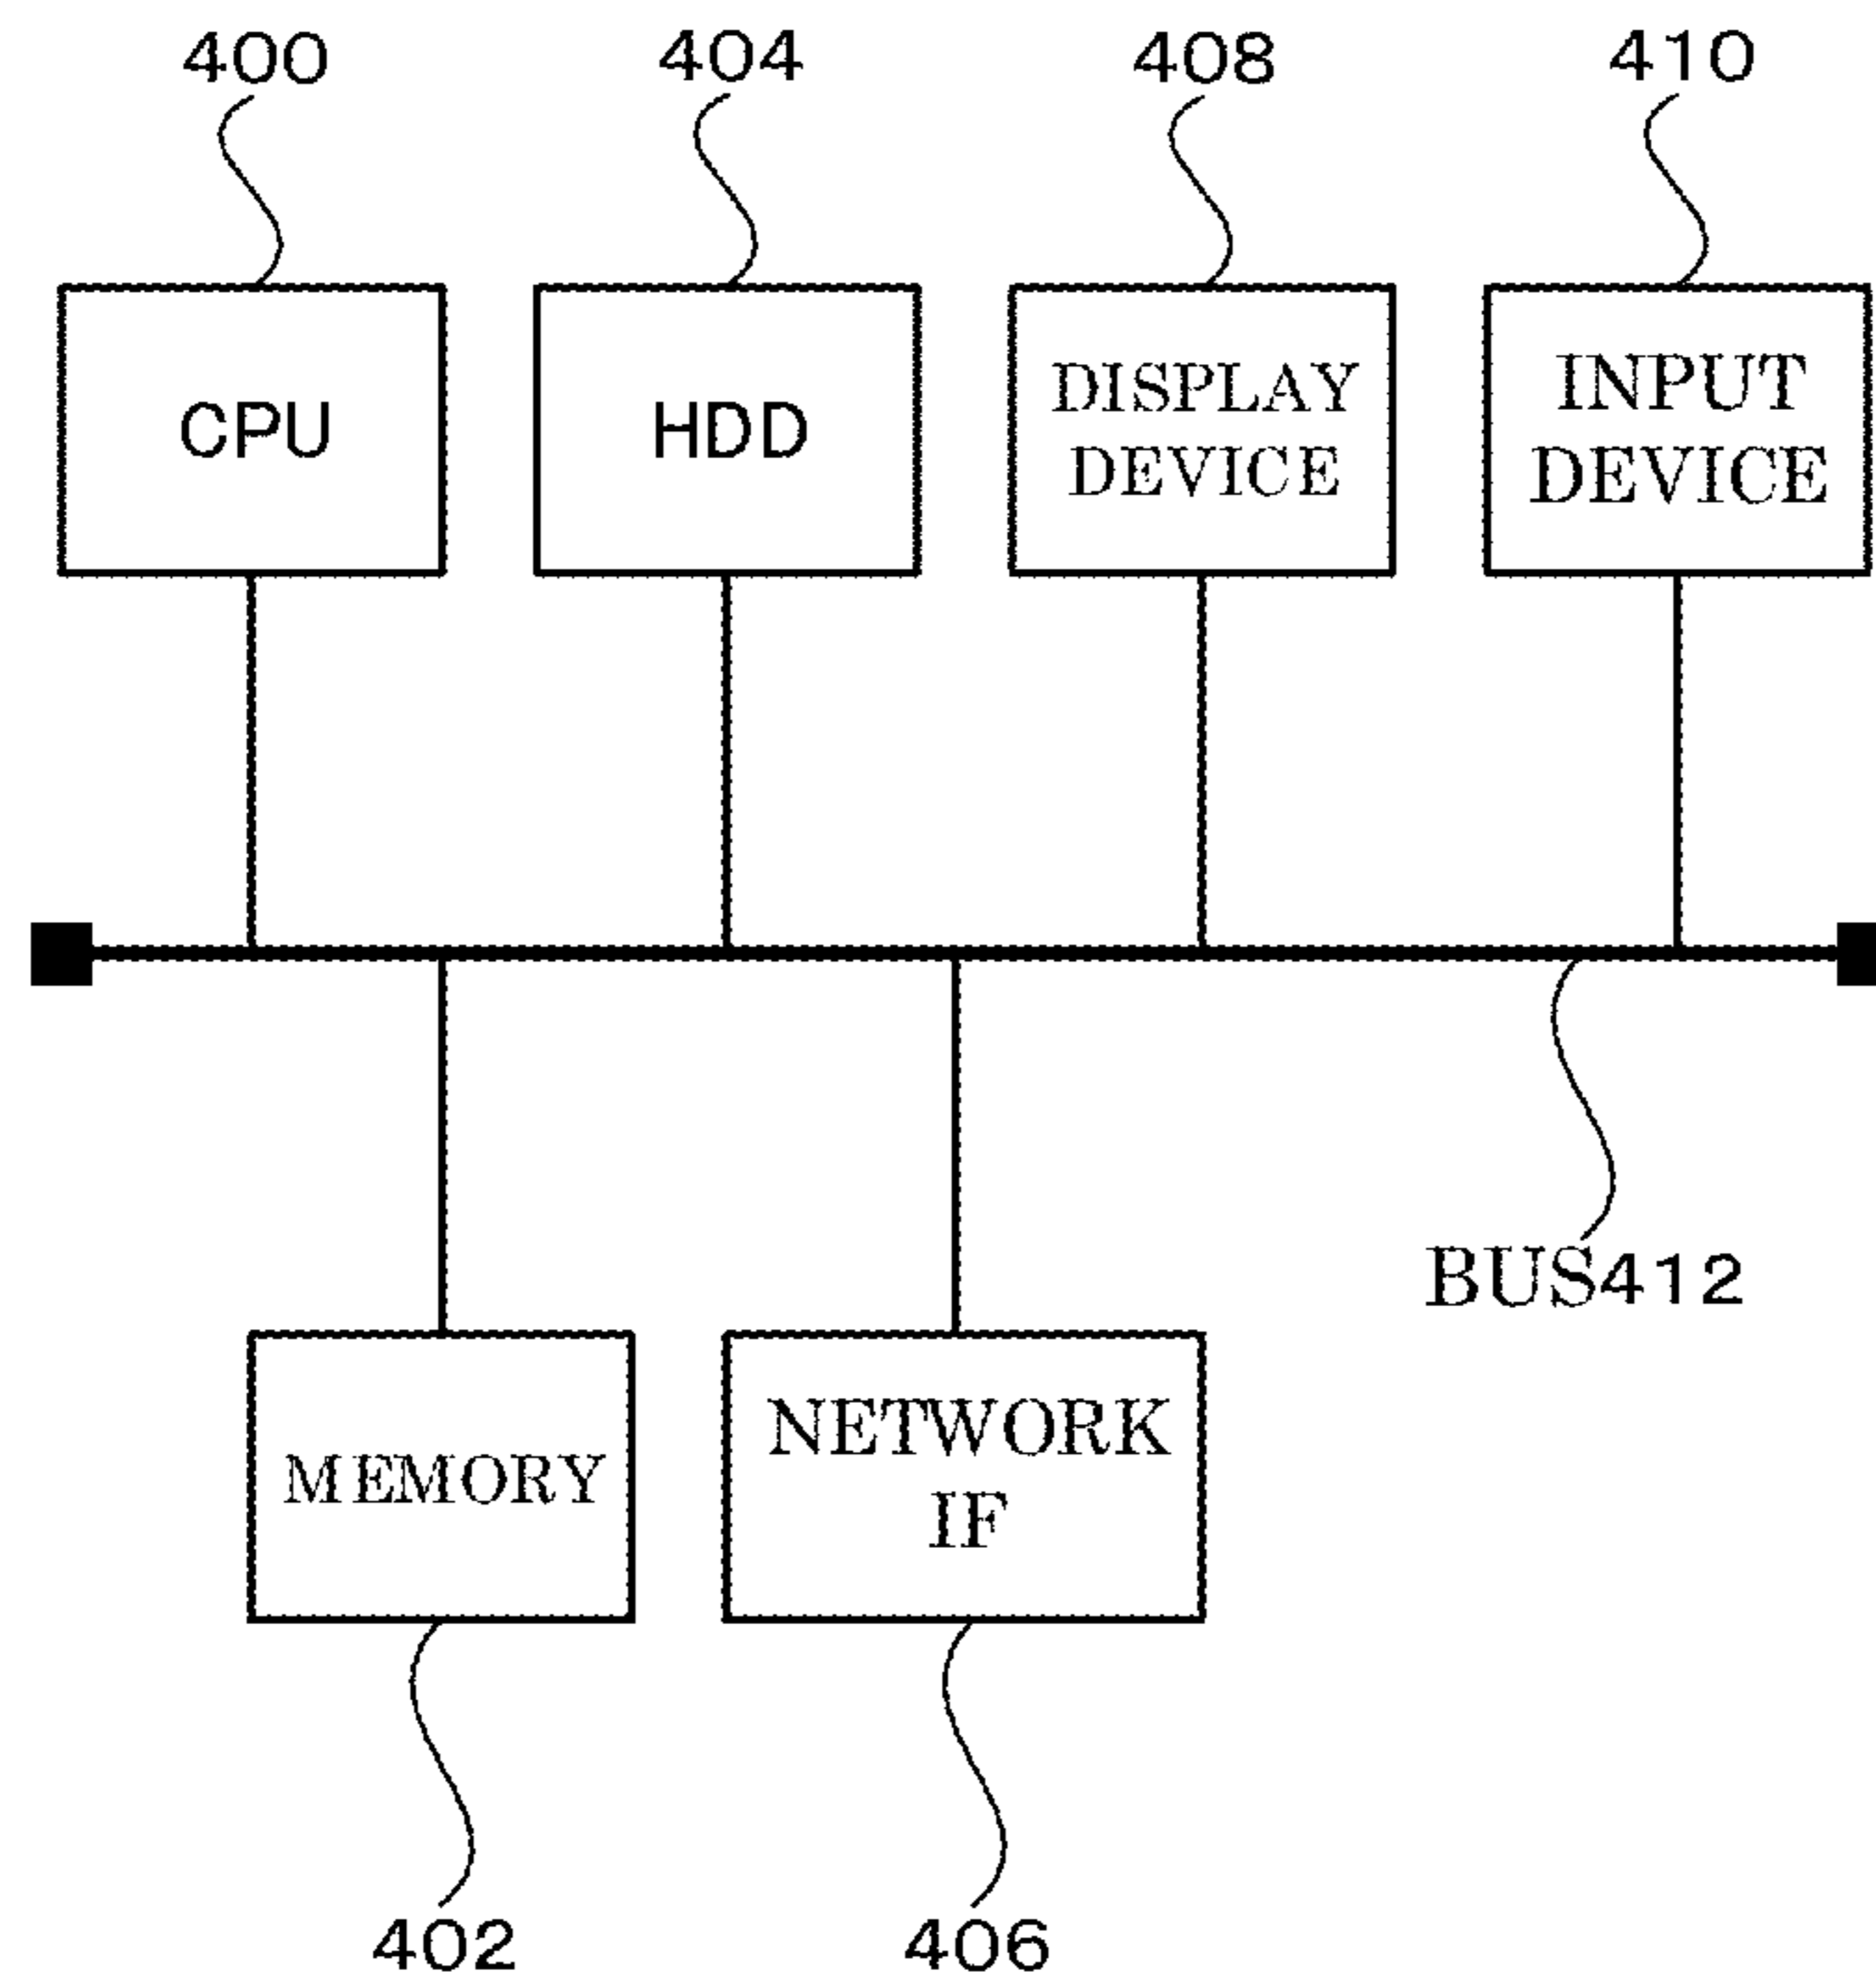 400
404
408
410
CPU
HDD
DISPLAY
DEVICE
INPUT
DEVICE
BUS412
MEMORY
NETWORK
IF
402
406